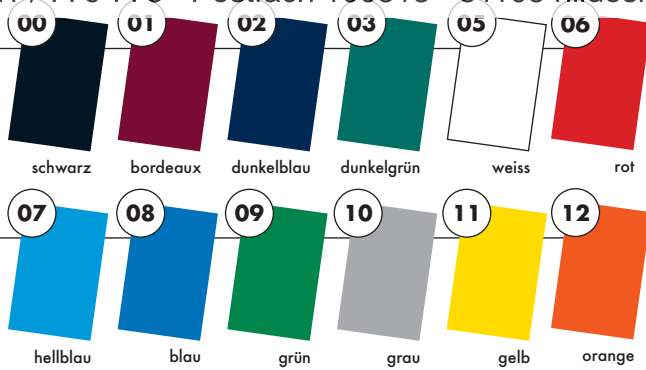 00 01 02 03 05 06
schwarz bordeaux dunkelblau dunkelgrün weiss rot
07 08 09 10 11 12
hellblau blau grün grau gelb orange